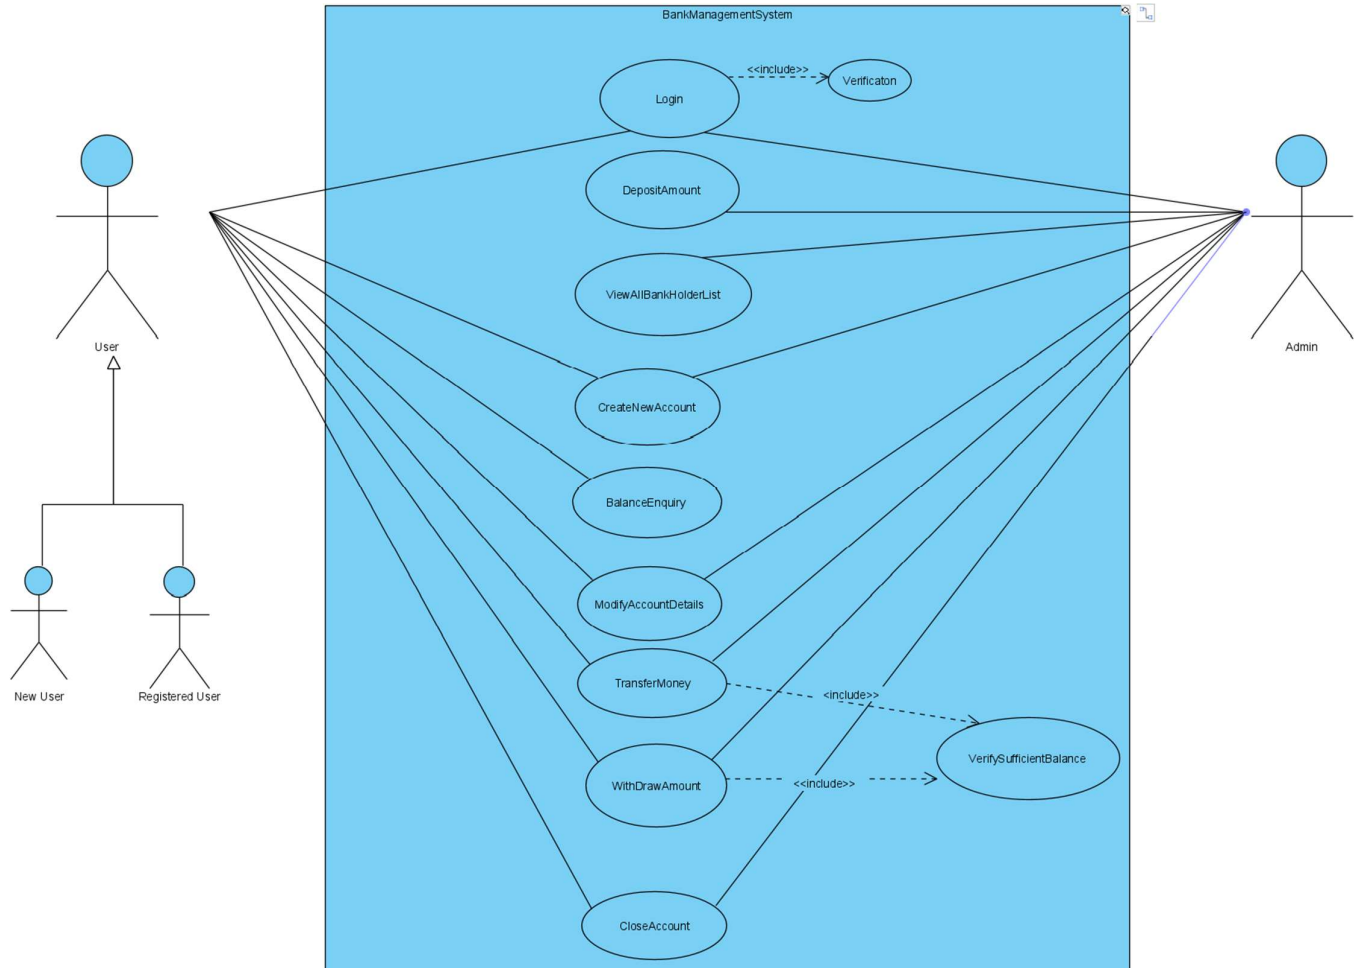 BankManagementSystem
<<include>>
Verificaton
Login
DepositAmount
ViewAllBankHolderList
User
Admin
CreateNewAccount
BalanceEnquiry
ModifyAccountDetails
TransferMoney
<include>>
New User
Registered User
VerifySufficientBalance
WithDrawAmount
<<include>>
CloseAccount